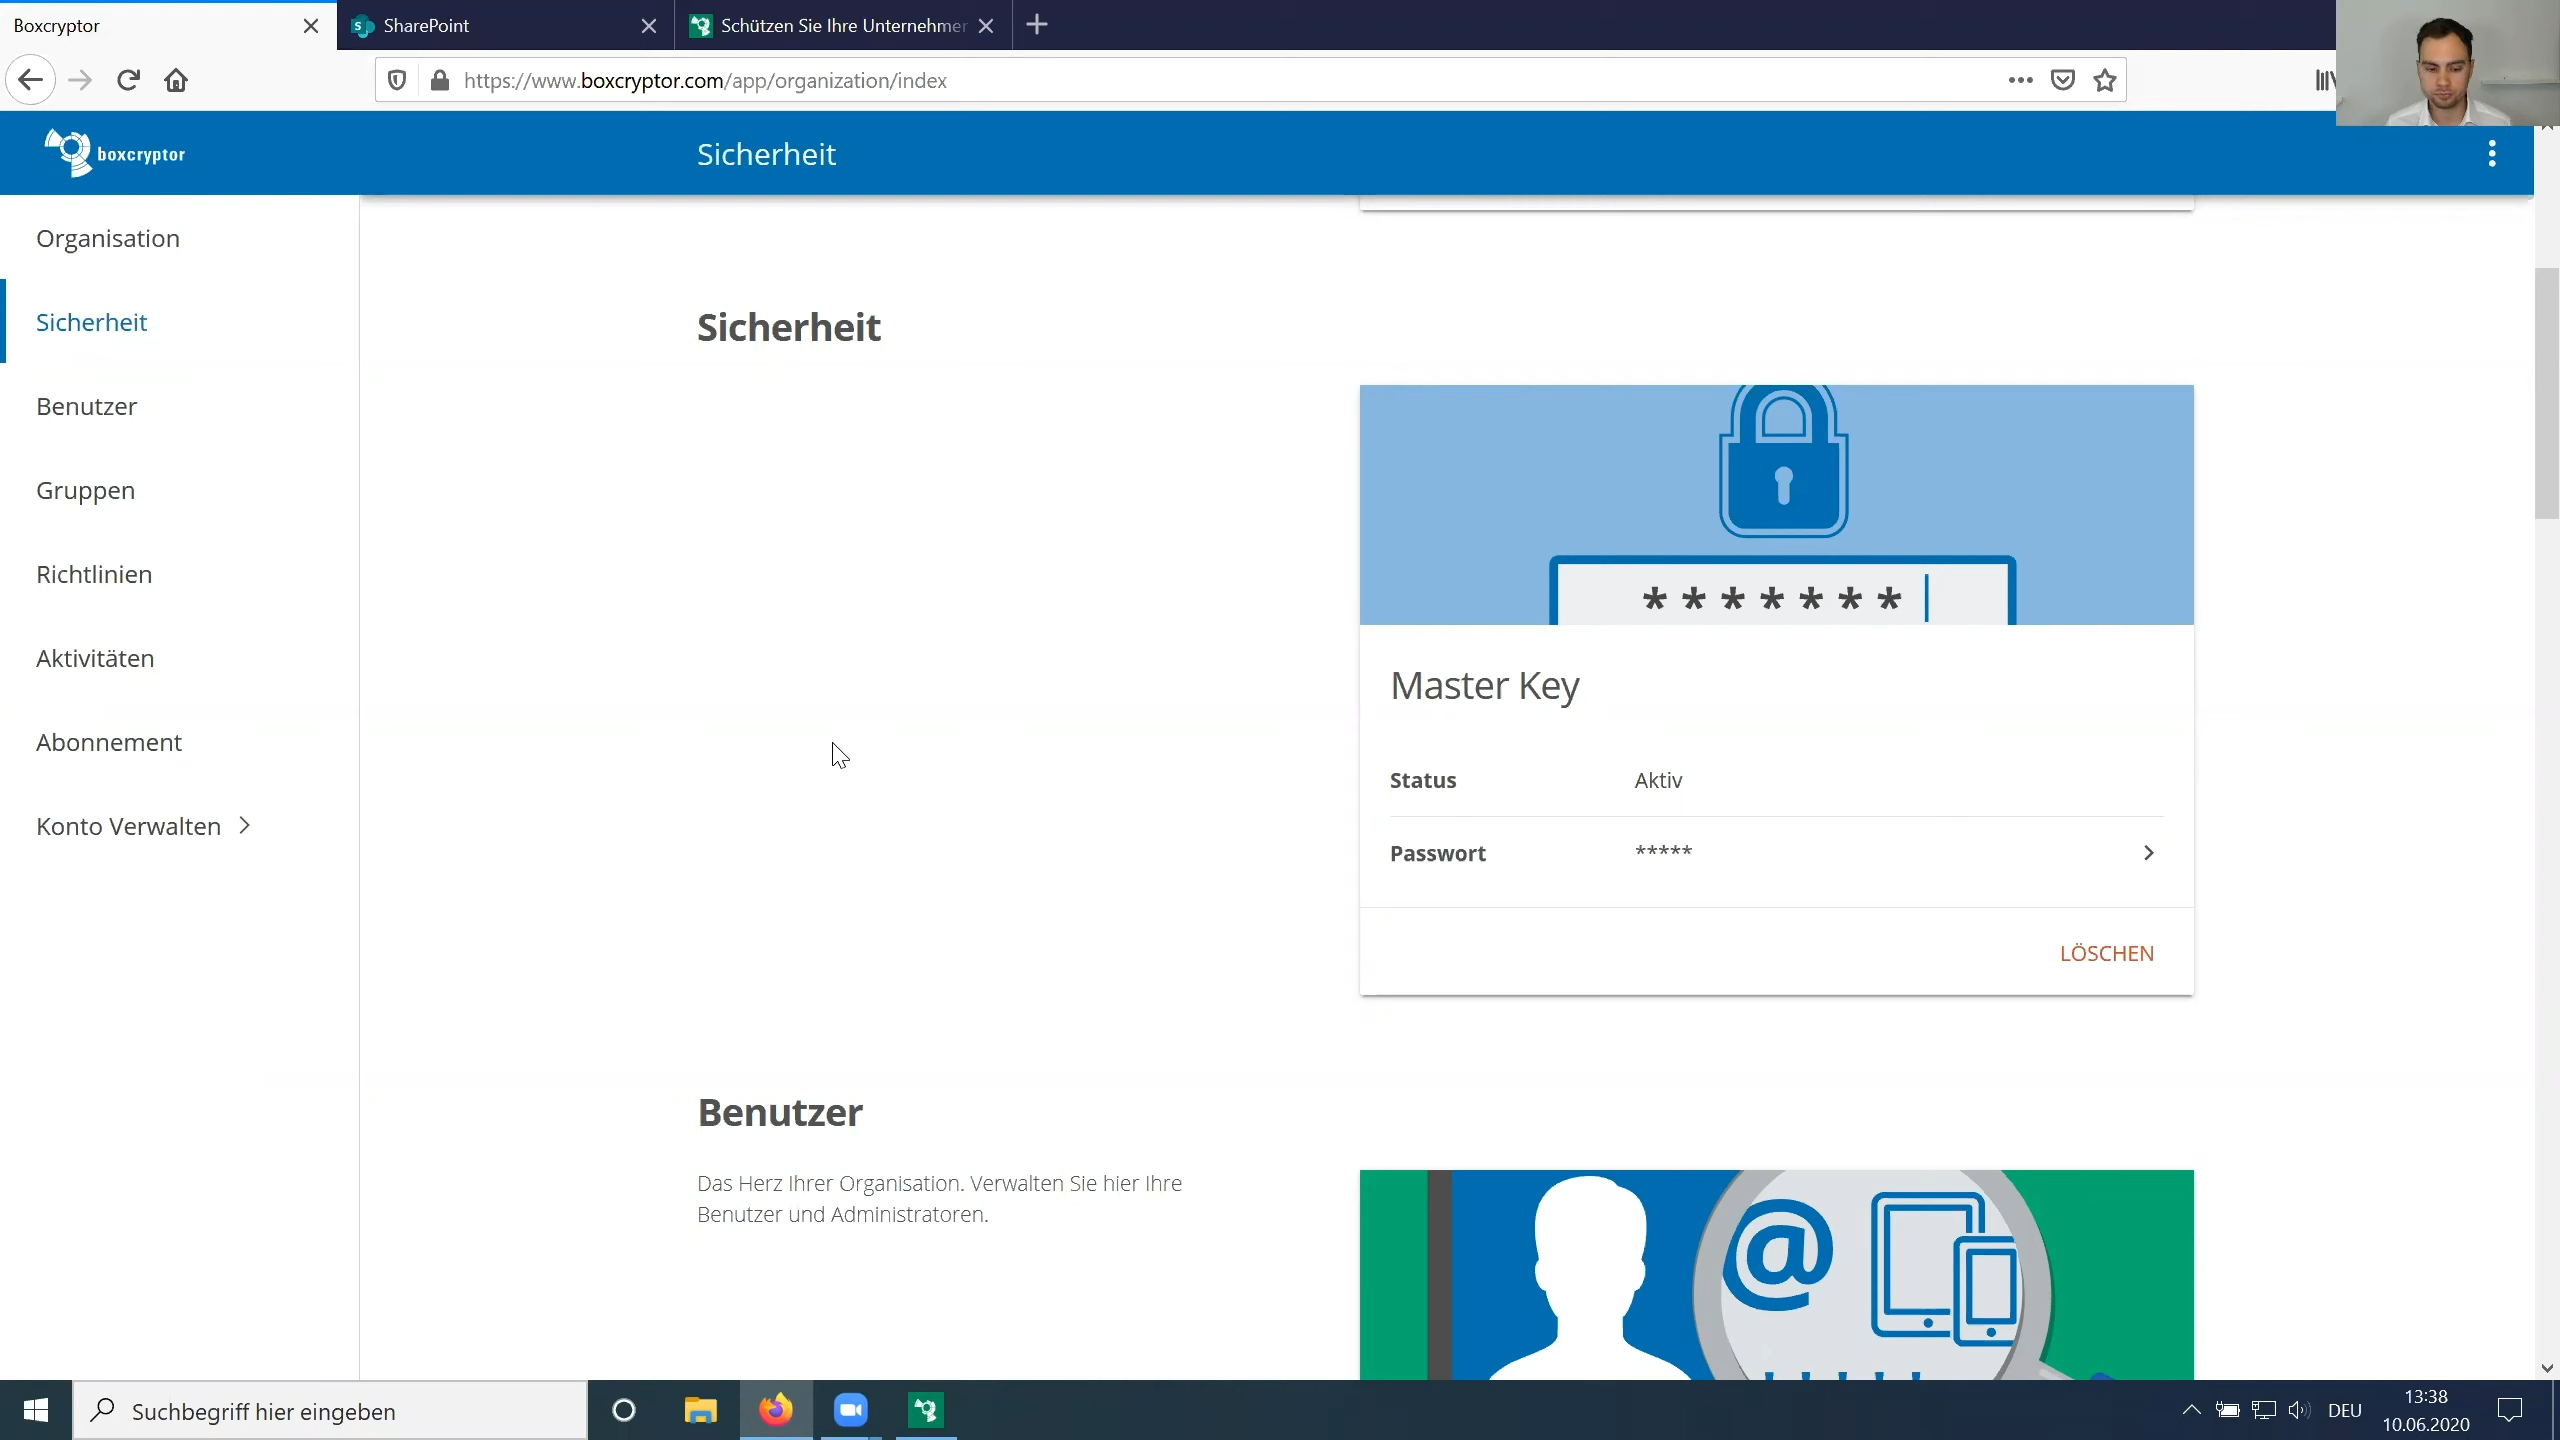 Boxcryptor
SharePoint
Schützen Sie Ihre Unternehmen
https://www.boxcryptor.com/app/organization/index
boxcryptor
Sicherheit
Organisation
Sicherheit
Benutzer
Gruppen
Richtlinien
Aktivitäten
Abonnement
Konto Verwalten
Sicherheit
*******
Master Key
Status Aktiv
Passwort *****
LÖSCHEN
Benutzer
Das Herz Ihrer Organisation. Verwalten Sie hier Ihre
Benutzer und Administratoren.
@
Suchbegriff hier eingeben
DEU
13:38
10.06.2020